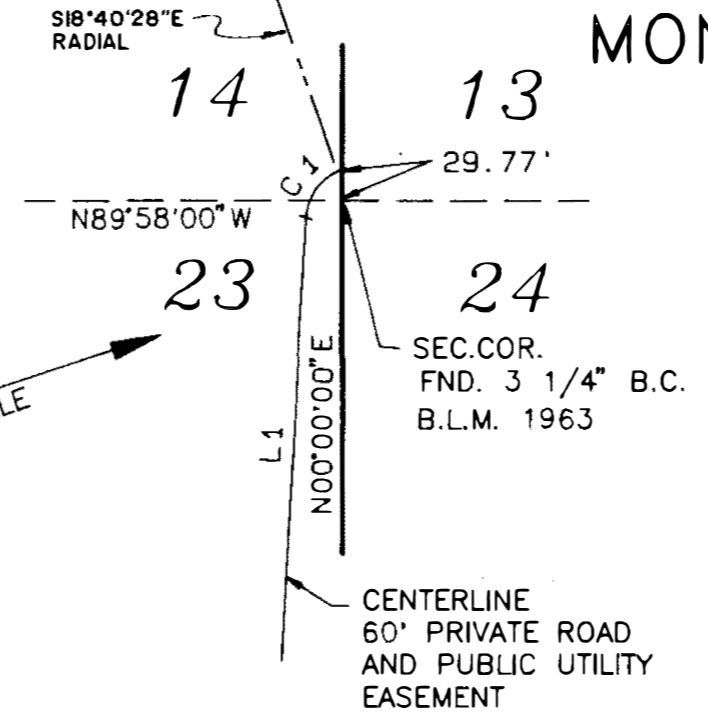 S18°40'28"E
RADIAL
MON
14
13
C 1
29.77'
N89°58'00"W
23
24
SEC.COR.
FND. 3 1/4" B.C.
B.L.M. 1963
LE
L1
N00°00'00"E
CENTERLINE
60' PRIVATE ROAD
AND PUBLIC UTILITY
EASEMENT